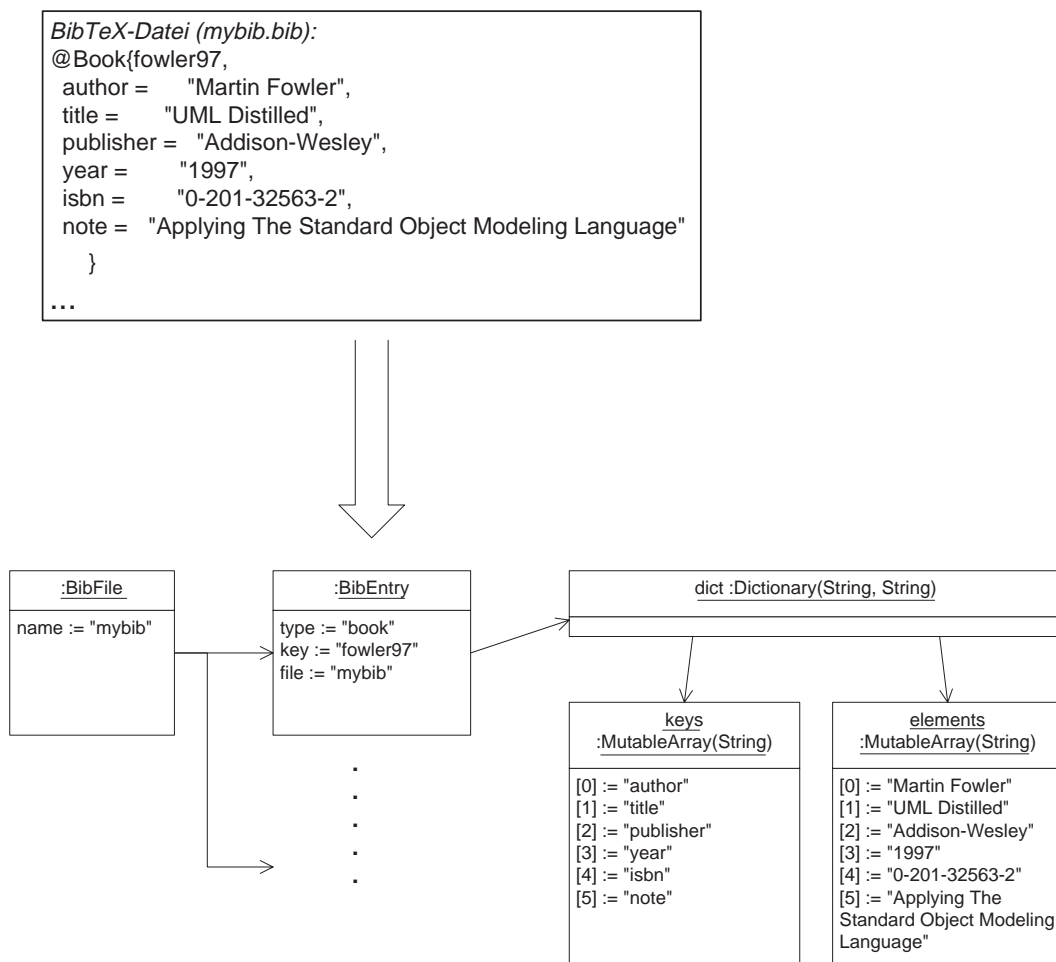 BibTeX-Datei (mybib.bib):
@Book{fowler97,
author = "Martin Fowler",
title = "UML Distilled",
publisher = "Addison-Wesley",
year = "1997",
isbn = "0-201-32563-2",
note = "Applying The Standard Object Modeling Language"
}
...
:BibFile
name := "mybib"
:BibEntry
type := "book"
key := "fowler97"
file := "mybib"
dict :Dictionary(String, String)
keys
:MutableArray(String)
[0] := "author"
[1] := "title"
[2] := "publisher"
[3] := "year"
[4] := "isbn"
[5] := "note"
elements
:MutableArray(String)
[0] := "Martin Fowler"
[1] := "UML Distilled"
[2] := "Addison-Wesley"
[3] := "1997"
[4] := "0-201-32563-2"
[5] := "Applying The
Standard Object Modeling
Language"
.
.
.
.
.